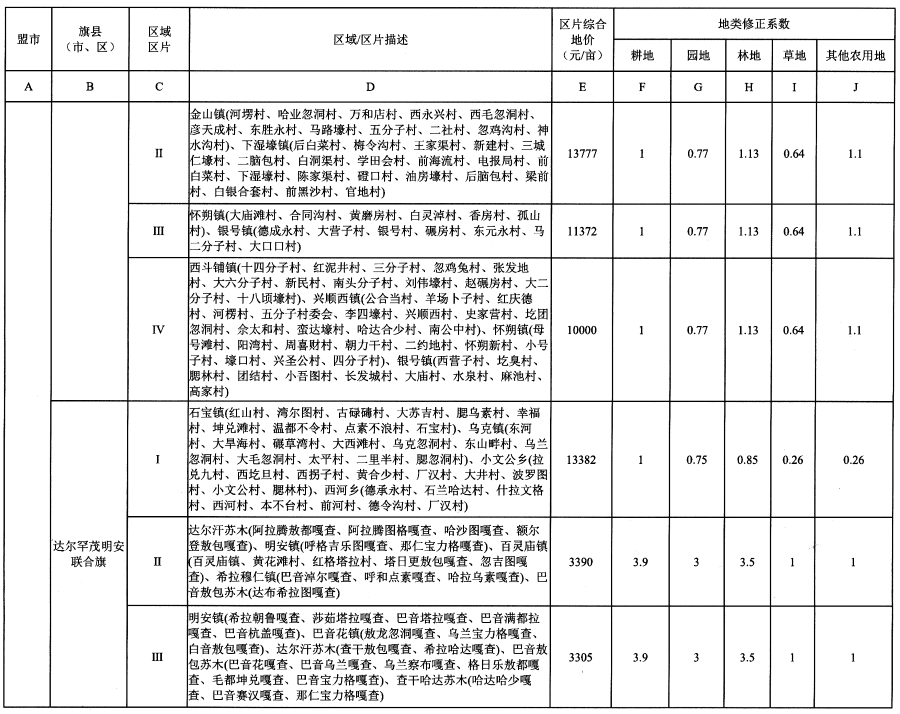 盟市
旗县
（市、区）
区域
区片
区域/区片描述
区片综合
地价
（元/亩）
地类修正系数
耕地
园地
林地
草地
其他农用地
A
B
C
D
E
F
G
H
I
J
II
金山镇(河塄村、哈业忽洞村、万和店村、西永兴村、西毛忽洞村、
彦天成村、东胜永村、马路壕村、五分子村、二社村、忽鸡沟村、神
水沟村)、下湿壕镇(后白菜村、梅令沟村、王家渠村、新建村、三城
仁壕村、二脑包村、白洞渠村、学田会村、前海流村、电报局村、前
白菜村、下湿壕村、陈家渠村、磴口村、油房壕村、后脑包村、梁前
村、白银合套村、前黑沙村、官地村)
13777
1
0.77
1.13
0.64
1.1
III
怀朔镇(大庙滩村、合同沟村、黄磨房村、白灵淖村、香房村、孤山
村)、银号镇(德成永村、大营子村、银号村、碾房村、东元永村、马
二分子村、大口口村)
11372
1
0.77
1.13
0.64
1.1
IV
西斗铺镇(十四分子村、红泥井村、三分子村、忽鸡兔村、张发地
村、大六分子村、新民村、南头分子村、刘伟壕村、赵碾房村、大二
分子村、十八顷壕村)、兴顺西镇(公合当村、羊场卜子村、红庆德
村、河楞村、五分子村委会、李四壕村、兴顺西村、史家营村、圪团
忽洞村、佘太和村、蛮达壕村、哈达合少村、南公中村)、怀朔镇(母
号滩村、阳湾村、周喜财村、朝力干村、二约地村、怀朔新村、小号
子村、壕口村、兴圣公村、四分子村)、银号镇(西营子村、圪臭村、
腮林村、团结村、小吾图村、长发城村、大庙村、水泉村、麻池村、
高家村)
10000
1
0.77
1.13
0.64
1.1
达尔罕茂明安
联合旗
I
石宝镇(红山村、湾尔图村、古碌碡村、大苏吉村、腮乌素村、幸福
村、坤兑滩村、温都不令村、点素不浪村、石宝村)、乌克镇(东河
村、大旱海村、碾草湾村、大西滩村、乌克忽洞村、东山畔村、乌兰
忽洞村、大毛忽洞村、太平村、二里半村、腮忽洞村)、小文公乡(拉
兑九村、西圪旦村、西拐子村、黄合少村、厂汉村、大井村、波罗图
村、小文公村、腮林村)、西河乡(德承永村、石兰哈达村、什拉文格
村、西河村、本不台村、前河村、德令沟村、厂汉村)
13382
1
0.75
0.85
0.26
0.26
II
达尔汗苏木(阿拉腾敖都嘎查、阿拉腾图格嘎查、哈沙图嘎查、额尔
登敖包嘎查)、明安镇(呼格吉乐图嘎查、那仁宝力格嘎查)、百灵庙镇
(百灵庙镇、黄花滩村、红格塔拉村、塔日更敖包嘎查、忽吉图嘎
查)、希拉穆仁镇(巴音淖尔嘎查、呼和点素嘎查、哈拉乌素嘎查)、巴
音敖包苏木(达布希拉图嘎查)
3390
3.9
3
3.5
1
1
III
明安镇(希拉朝鲁嘎查、莎茹塔拉嘎查、巴音塔拉嘎查、巴音满都拉
嘎查、巴音杭盖嘎查)、巴音花镇(敖龙忽洞嘎查、乌兰宝力格嘎查、
白音敖包嘎查)、达尔汗苏木(查干敖包嘎查、希拉哈达嘎查)、巴音敖
包苏木(巴音花嘎查、巴音乌兰嘎查、乌兰察布嘎查、格日乐敖都嘎
查、毛都坤兑嘎查、巴音宝力格嘎查)、查干哈达苏木(哈达哈少嘎
查、巴音赛汉嘎查、那仁宝力格嘎查)
3305
3.9
3
3.5
1
1